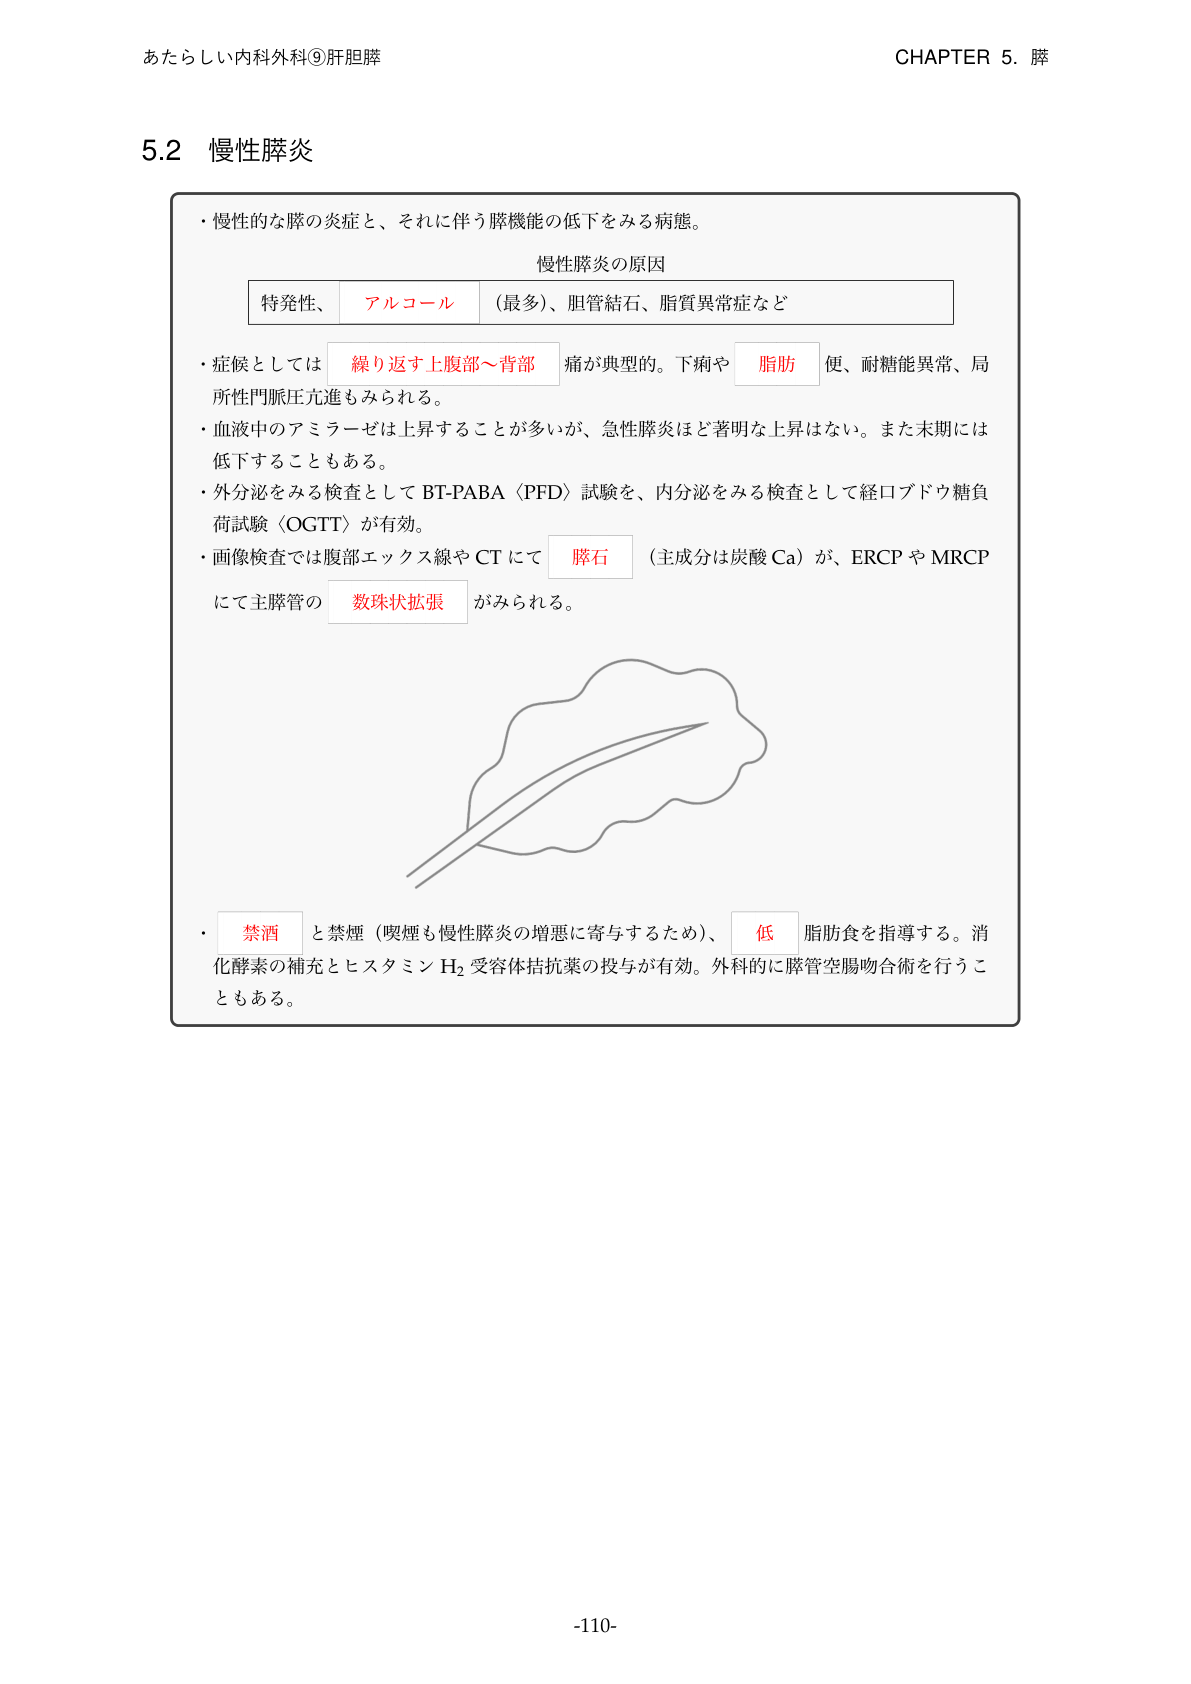 あたらしい内科外科⑨肝胆膵
CHAPTER 5. 膵
5.2 慢性膵炎
・慢性的な膵の炎症と、それに伴う膵機能の低下をみる病態。
慢性膵炎の原因
特発性、 アルコール （最多）、胆管結石、脂質異常症など
・症候としては 繰り返す上腹部〜背部 痛が典型的。下痢や 脂肪 便、耐糖能異常、局
所性門脈圧亢進もみられる。
・血液中のアミラーゼは上昇することが多いが、急性膵炎ほど著明な上昇はない。また末期には
低下することもある。
・外分泌をみる検査として BT-PABA〈PFD〉試験を、内分泌をみる検査として経口ブドウ糖負
荷試験〈OGTT〉が有効。
・画像検査では腹部エックス線や CT にて 膵石 （主成分は炭酸 Ca）が、ERCP や MRCP
にて主膵管の 数珠状拡張 がみられる。
・ 禁酒 と禁煙（喫煙も慢性膵炎の増悪に寄与するため）、 低 脂肪食を指導する。消
化酵素の補充とヒスタミン H₂ 受容体拮抗薬の投与が有効。外科的に膵管空腸吻合術を行うこ
ともある。
-110-